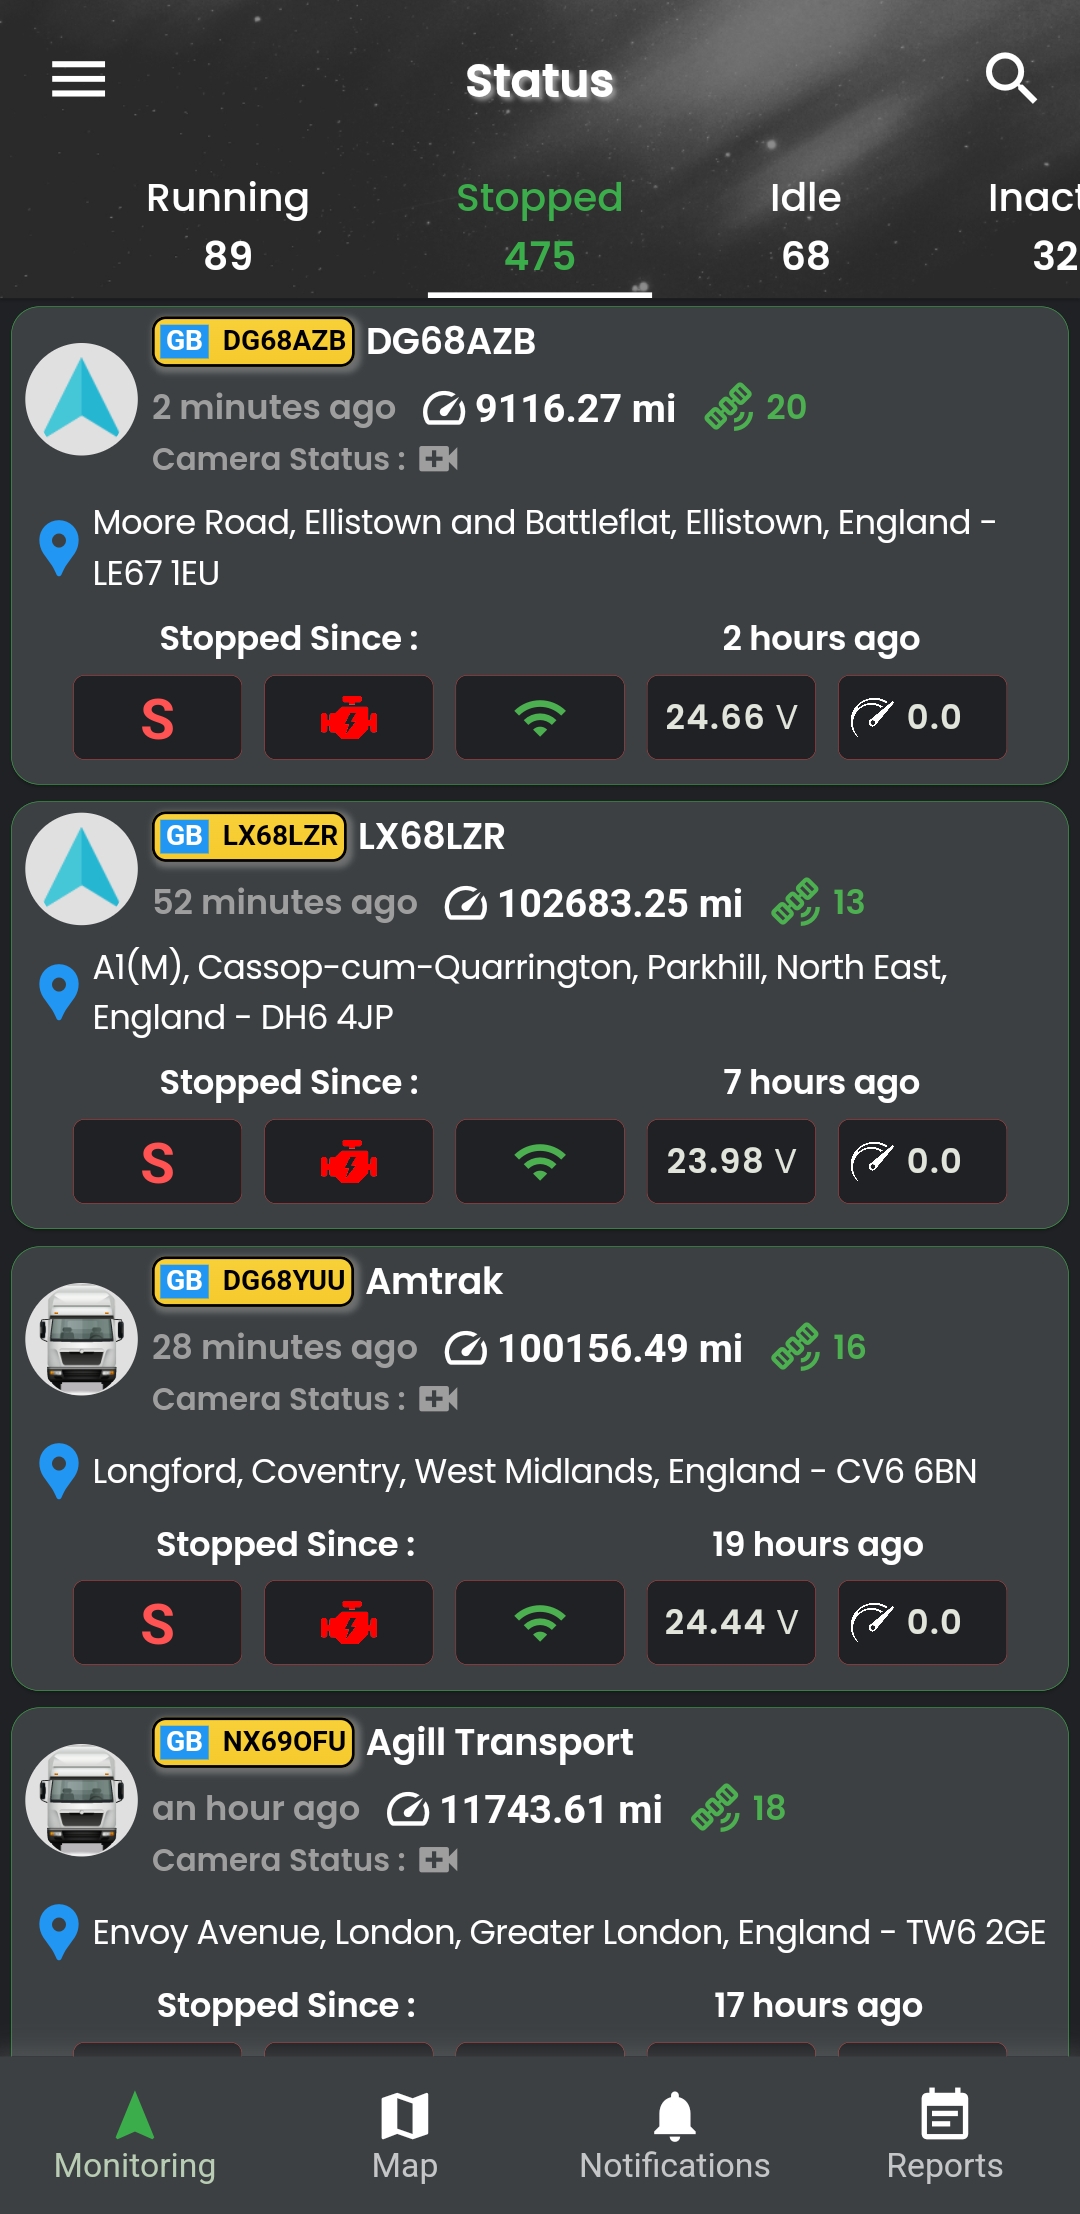 Status
Running Stopped Idle Inact
89 475 68 32
GB DG68AZB DG68AZB
2 minutes ago 9116.27 mi 20
Camera Status :
Moore Road, Ellistown and Battleflat, Ellistown, England -
LE67 1EU
Stopped Since : 2 hours ago
S 24.66 V 0.0
GB LX68LZR LX68LZR
52 minutes ago 102683.25 mi 13
A1(M), Cassop-cum-Quarrington, Parkhill, North East,
England - DH6 4JP
Stopped Since : 7 hours ago
S 23.98 V 0.0
GB DG68YUU Amtrak
28 minutes ago 100156.49 mi 16
Camera Status :
Longford, Coventry, West Midlands, England - CV6 6BN
Stopped Since : 19 hours ago
S 24.44 V 0.0
GB NX69OFU Agill Transport
an hour ago 11743.61 mi 18
Camera Status :
Envoy Avenue, London, Greater London, England - TW6 2GE
Stopped Since : 17 hours ago
Monitoring Map Notifications Reports